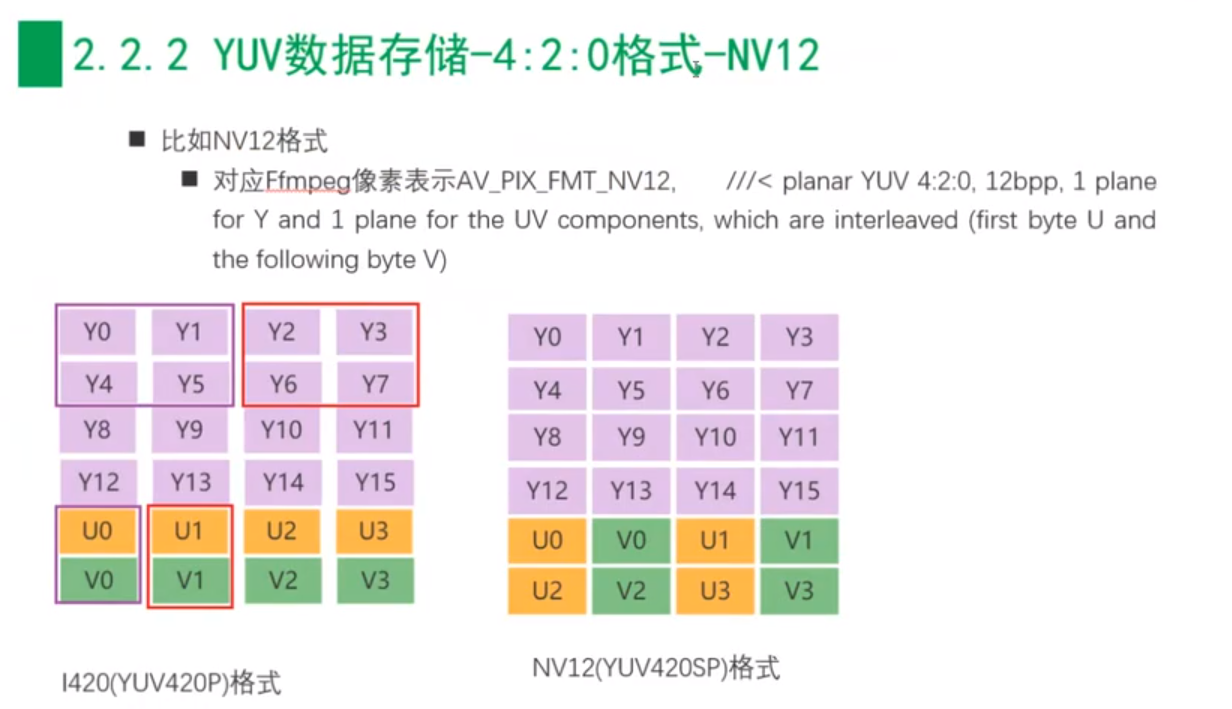 2.2.2 YUV数据存储-4:2:0格式-NV12
比如NV12格式
对应Ffmpeg像素表示AV_PIX_FMT_NV12, ///< planar YUV 4:2:0, 12bpp, 1 plane
for Y and 1 plane for the UV components, which are interleaved (first byte U and
the following byte V)
Y0 Y1 Y2 Y3
Y4 Y5 Y6 Y7
Y8 Y9 Y10 Y11
Y12 Y13 Y14 Y15
U0 U1 U2 U3
V0 V1 V2 V3
I420(YUV420P)格式
Y0 Y1 Y2 Y3
Y4 Y5 Y6 Y7
Y8 Y9 Y10 Y11
Y12 Y13 Y14 Y15
U0 V0 U1 V1
U2 V2 U3 V3
NV12(YUV420SP)格式